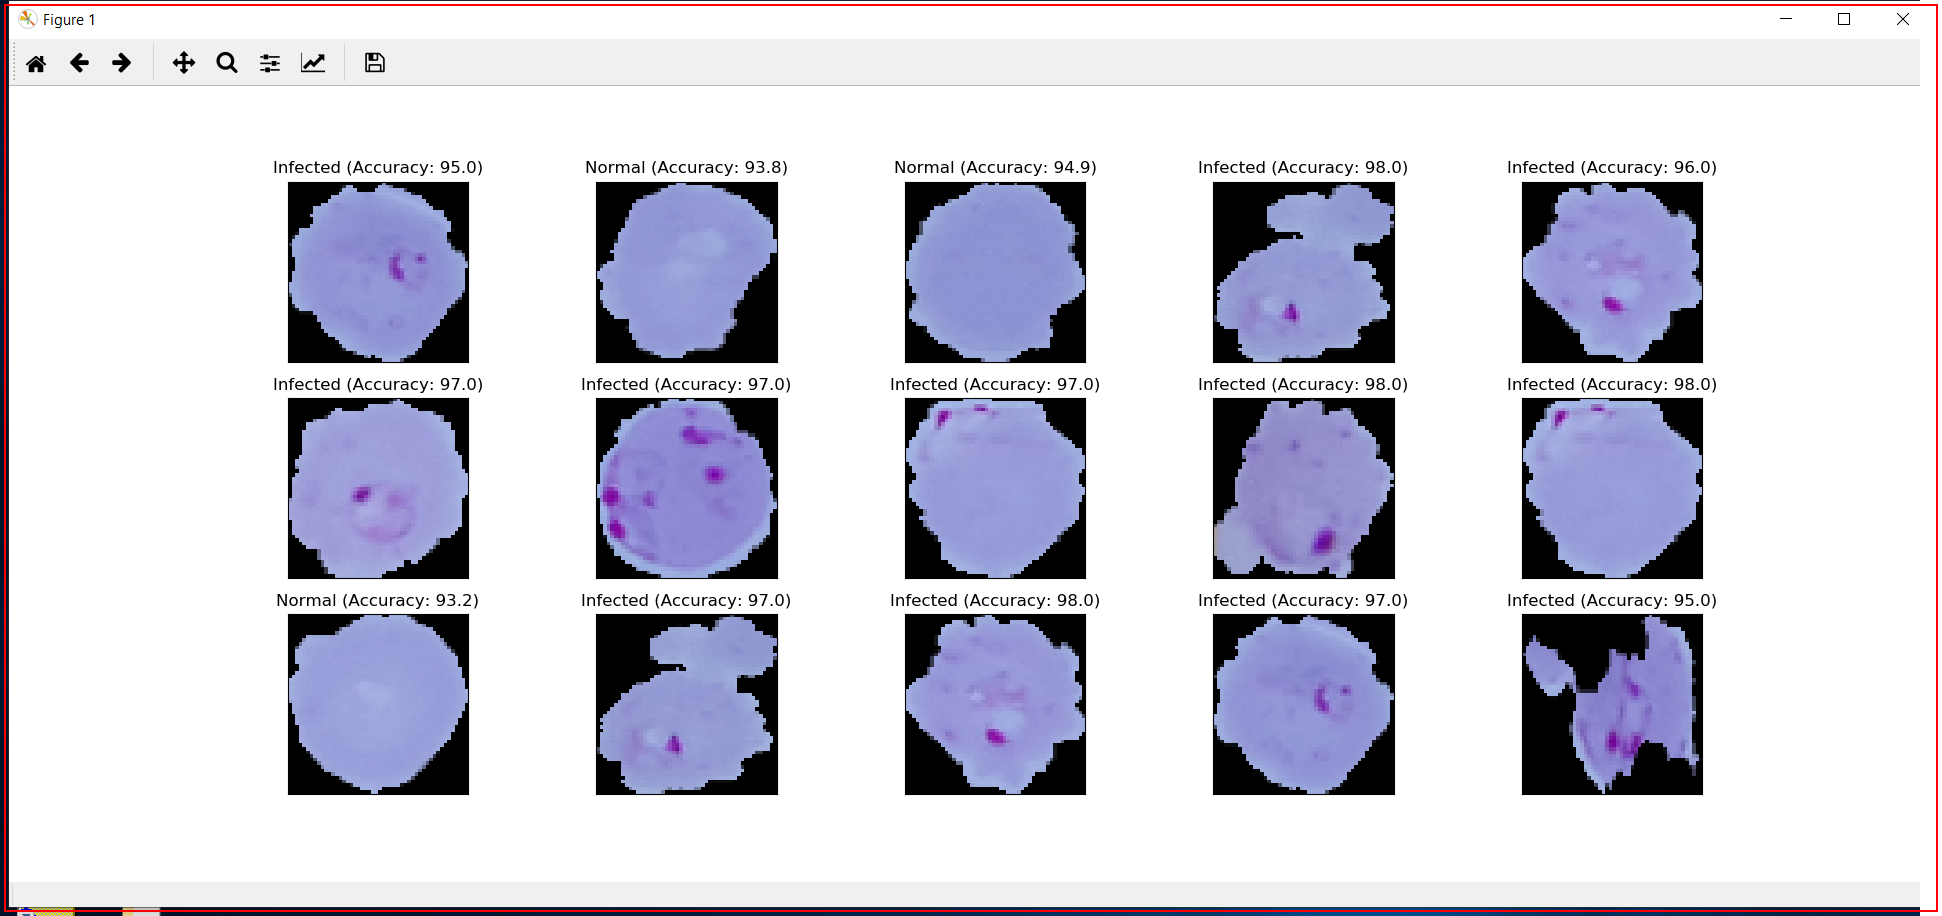 Figure 1
Infected (Accuracy: 95.0)
Normal (Accuracy: 93.8)
Normal (Accuracy: 94.9)
Infected (Accuracy: 98.0)
Infected (Accuracy: 96.0)
Infected (Accuracy: 97.0)
Infected (Accuracy: 97.0)
Infected (Accuracy: 97.0)
Infected (Accuracy: 98.0)
Infected (Accuracy: 98.0)
Normal (Accuracy: 93.2)
Infected (Accuracy: 97.0)
Infected (Accuracy: 98.0)
Infected (Accuracy: 97.0)
Infected (Accuracy: 95.0)